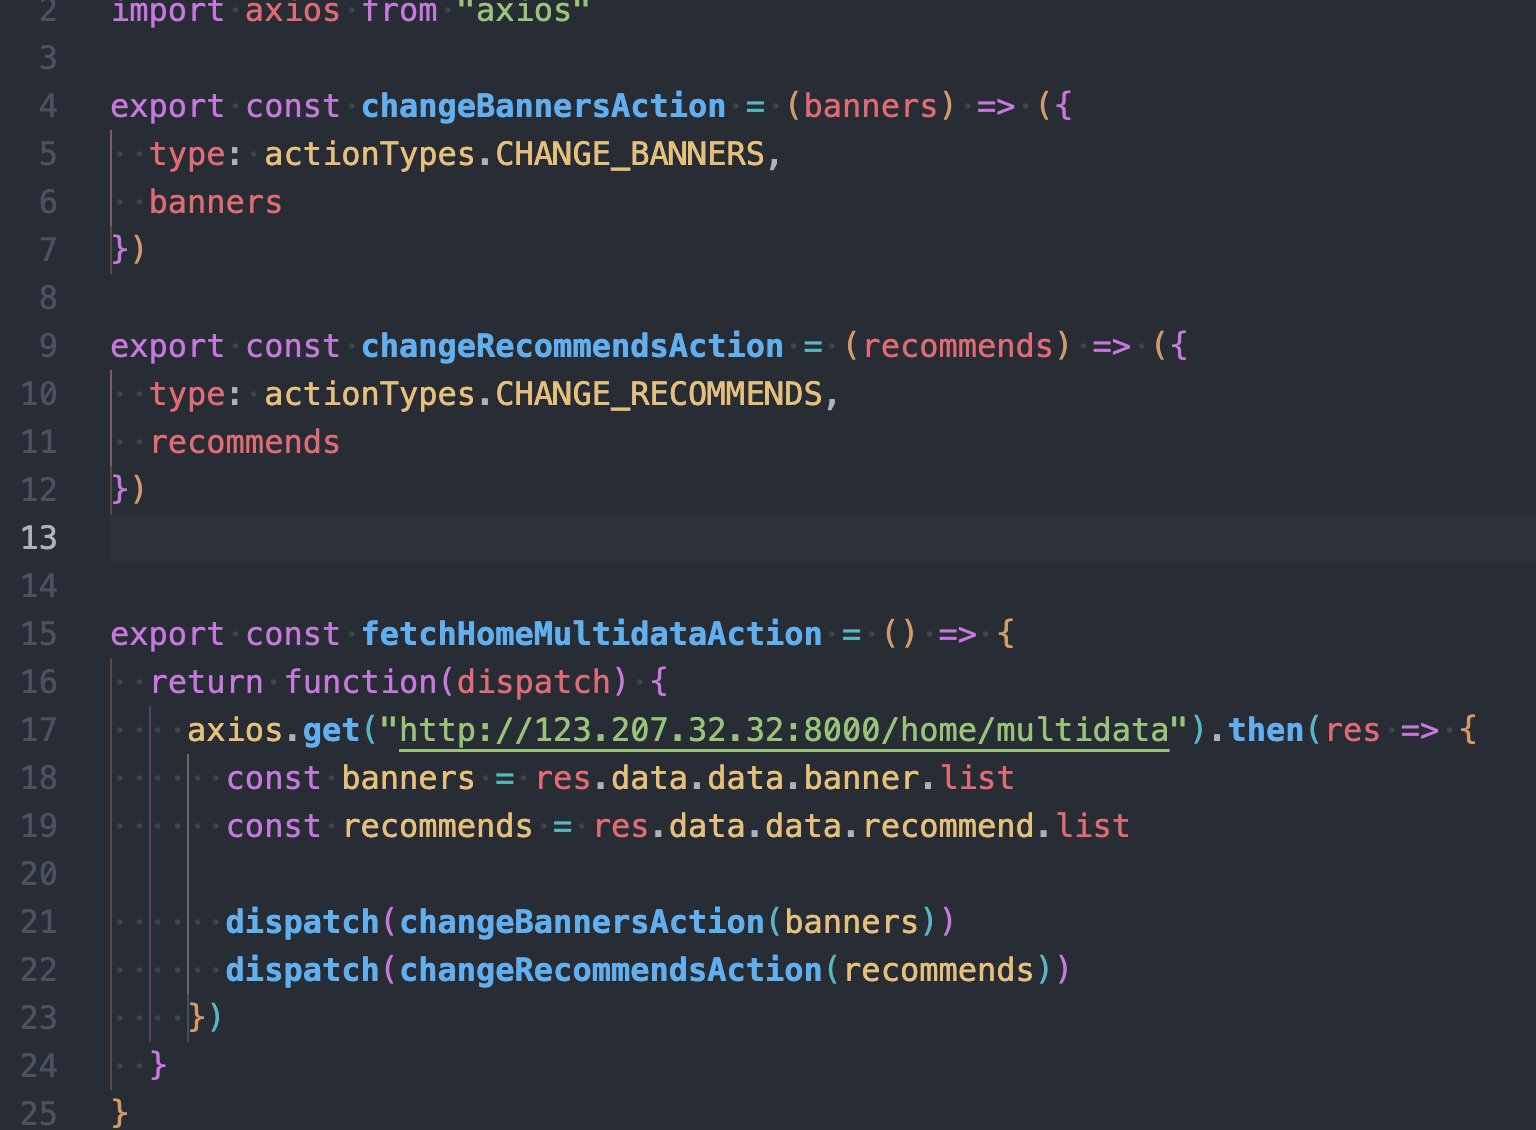 2 import axios from "axios"
3
4 export const changeBannersAction = (banners) => ({
5   type: actionTypes.CHANGE_BANNERS,
6   banners
7 })
8
9 export const changeRecommendsAction = (recommends) => ({
10   type: actionTypes.CHANGE_RECOMMENDS,
11   recommends
12 })
13
14
15 export const fetchHomeMultidataAction = () => {
16   return function(dispatch) {
17     axios.get("http://123.207.32.32:8000/home/multidata").then(res => {
18       const banners = res.data.data.banner.list
19       const recommends = res.data.data.recommend.list
20
21       dispatch(changeBannersAction(banners))
22       dispatch(changeRecommendsAction(recommends))
23     })
24   }
25 }